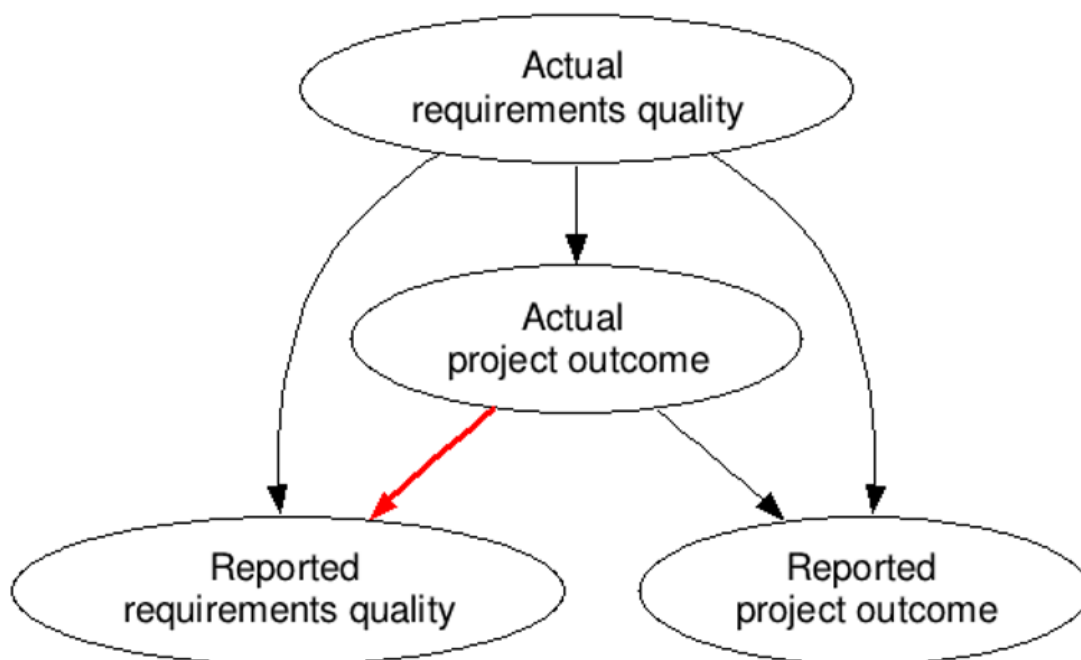 Actual
requirements quality
Actual
project outcome
Reported
requirements quality
Reported
project outcome